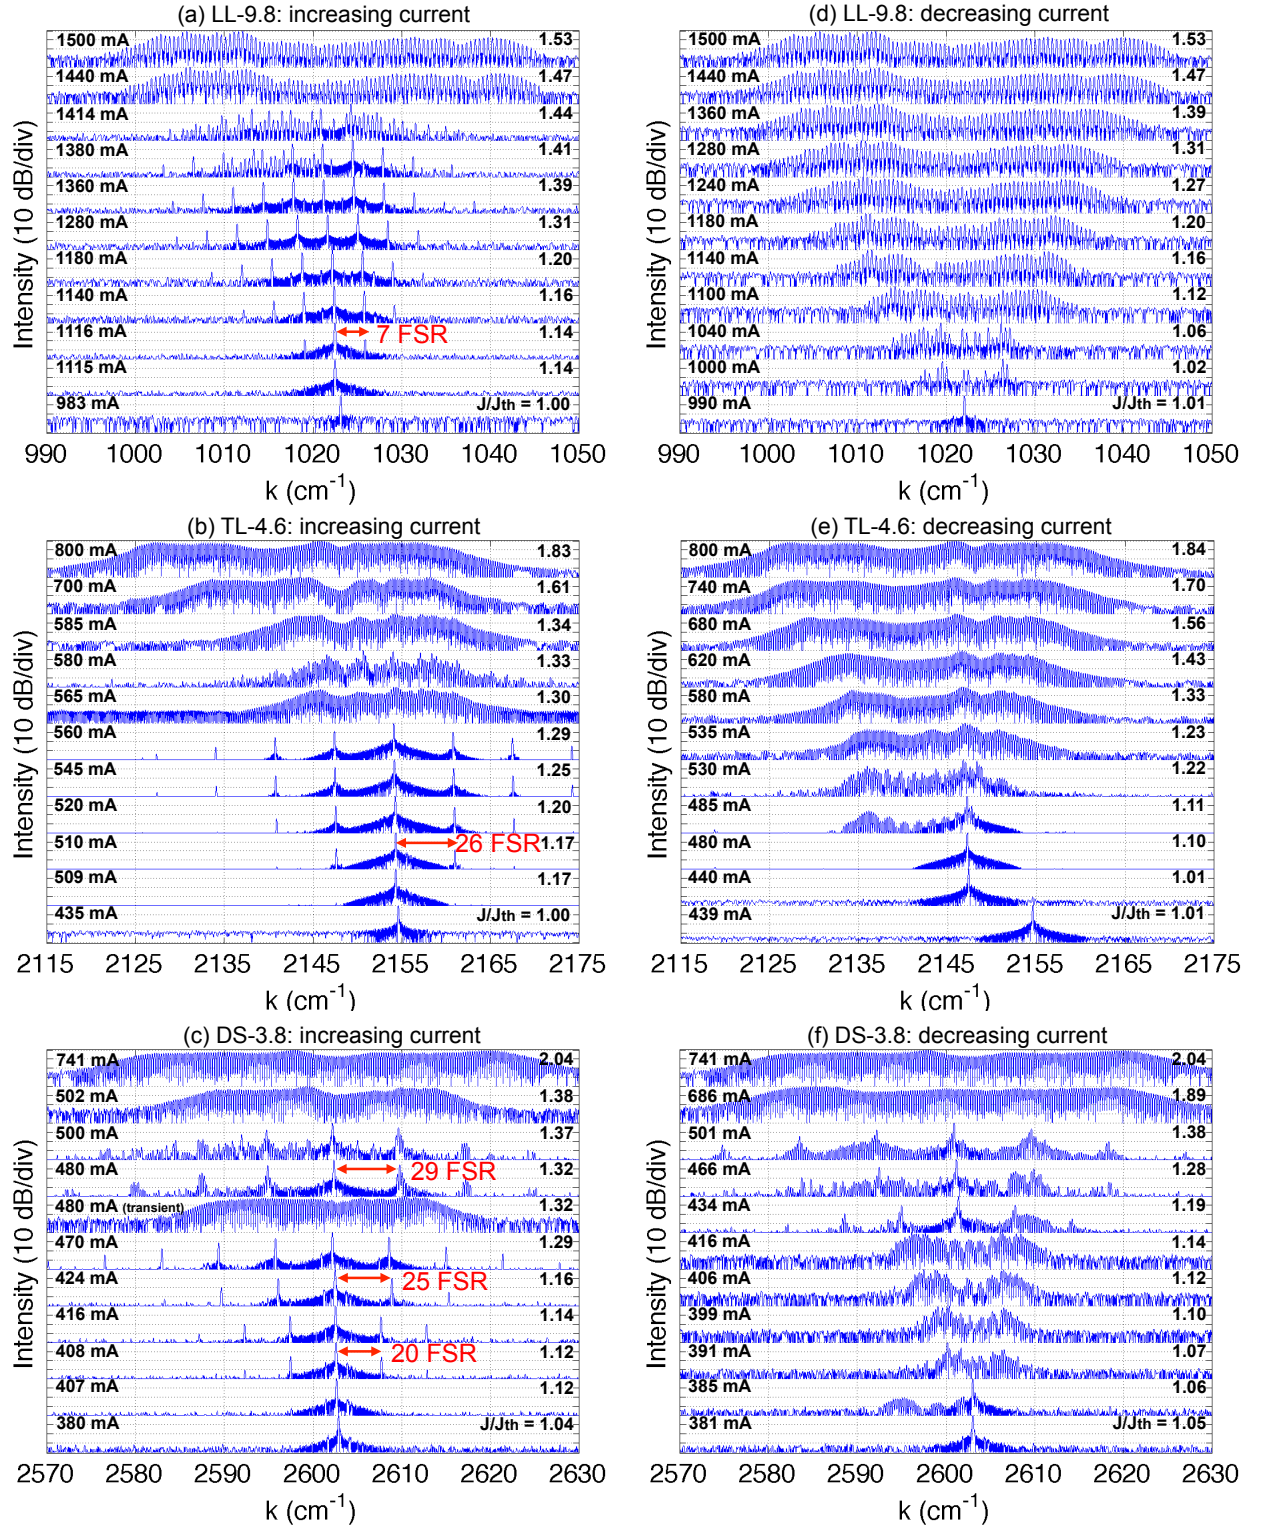 (a) LL-9.8: increasing current
1500 mA 1.53
1440 mA 1.47
1414 mA 1.44
1380 mA 1.41
1360 mA 1.39
1280 mA 1.31
1180 mA 1.20
1140 mA 1.16
1116 mA 7 FSR 1.14
1115 mA 1.14
983 mA J/Jth = 1.00
990 1000 1010 1020 1030 1040 1050
k (cm⁻¹)
Intensity (10 dB/div)
(d) LL-9.8: decreasing current
1500 mA 1.53
1440 mA 1.47
1360 mA 1.39
1280 mA 1.31
1240 mA 1.27
1180 mA 1.20
1140 mA 1.16
1100 mA 1.12
1040 mA 1.06
1000 mA 1.02
990 mA J/Jth = 1.01
990 1000 1010 1020 1030 1040 1050
k (cm⁻¹)
Intensity (10 dB/div)
(b) TL-4.6: increasing current
800 mA 1.83
700 mA 1.61
585 mA 1.34
580 mA 1.33
565 mA 1.30
560 mA 1.29
545 mA 1.25
520 mA 1.20
510 mA 26 FSR 1.17
509 mA 1.17
435 mA J/Jth = 1.00
2115 2125 2135 2145 2155 2165 2175
k (cm⁻¹)
Intensity (10 dB/div)
(e) TL-4.6: decreasing current
800 mA 1.84
740 mA 1.70
680 mA 1.56
620 mA 1.43
580 mA 1.33
535 mA 1.23
530 mA 1.22
485 mA 1.11
480 mA 1.10
440 mA 1.01
439 mA J/Jth = 1.01
2115 2125 2135 2145 2155 2165 2175
k (cm⁻¹)
Intensity (10 dB/div)
(c) DS-3.8: increasing current
741 mA 2.04
502 mA 1.38
500 mA 1.37
480 mA 29 FSR 1.32
480 mA (transient) 1.32
470 mA 1.29
424 mA 25 FSR 1.16
416 mA 1.14
408 mA 20 FSR 1.12
407 mA 1.12
380 mA J/Jth = 1.04
2570 2580 2590 2600 2610 2620 2630
k (cm⁻¹)
Intensity (10 dB/div)
(f) DS-3.8: decreasing current
741 mA 2.04
686 mA 1.89
501 mA 1.38
466 mA 1.28
434 mA 1.19
416 mA 1.14
406 mA 1.12
399 mA 1.10
391 mA 1.07
385 mA 1.06
381 mA J/Jth = 1.05
2570 2580 2590 2600 2610 2620 2630
k (cm⁻¹)
Intensity (10 dB/div)